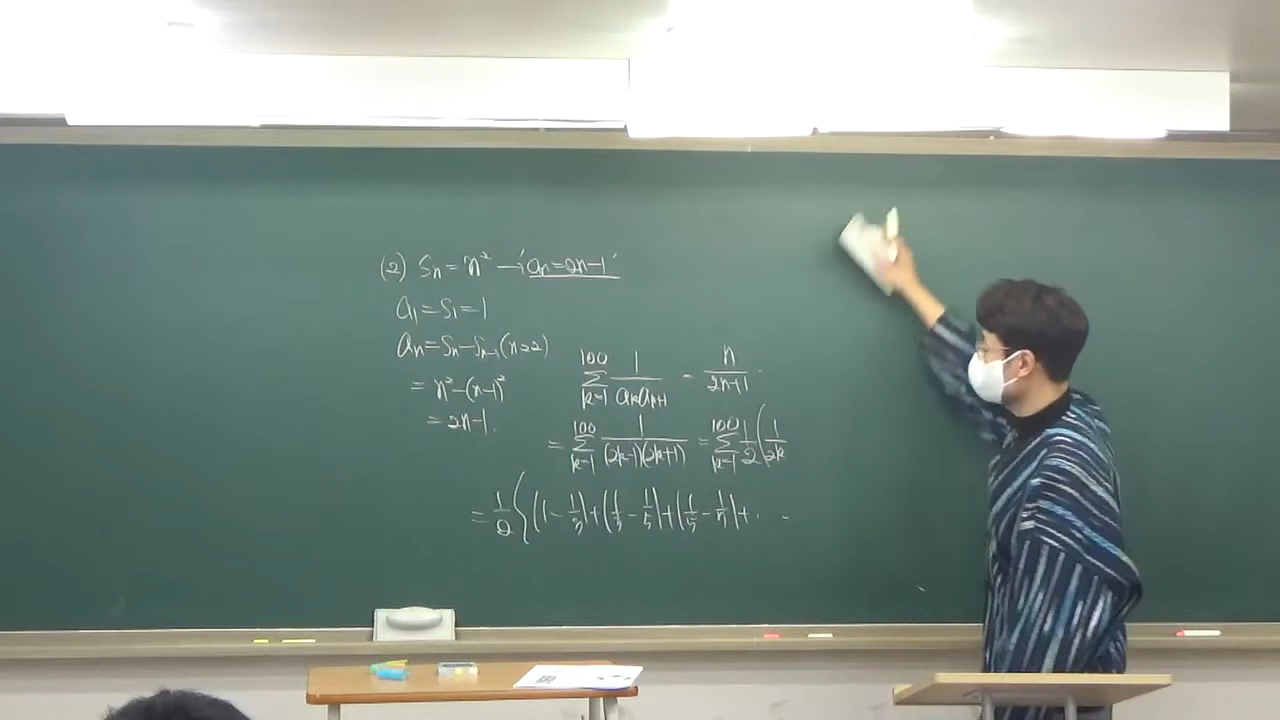 (2) Sn = n² → 'an = 2n-1'
a1 = S1 = 1
an = Sn - Sn-1 (n≥2)
= n² - (n-1)²
= 2n-1.
∑_{k=1}^{100} 1/(ak ak+1) = n/(2n+1)
= ∑_{k=1}^{100} 1/((2k-1)(2k+1)) = ∑_{k=1}^{100} 1/2 (1/2k
= 1/2 { (1 - 1/3) + (1/3 - 1/5) + (1/5 - 1/7) + ...